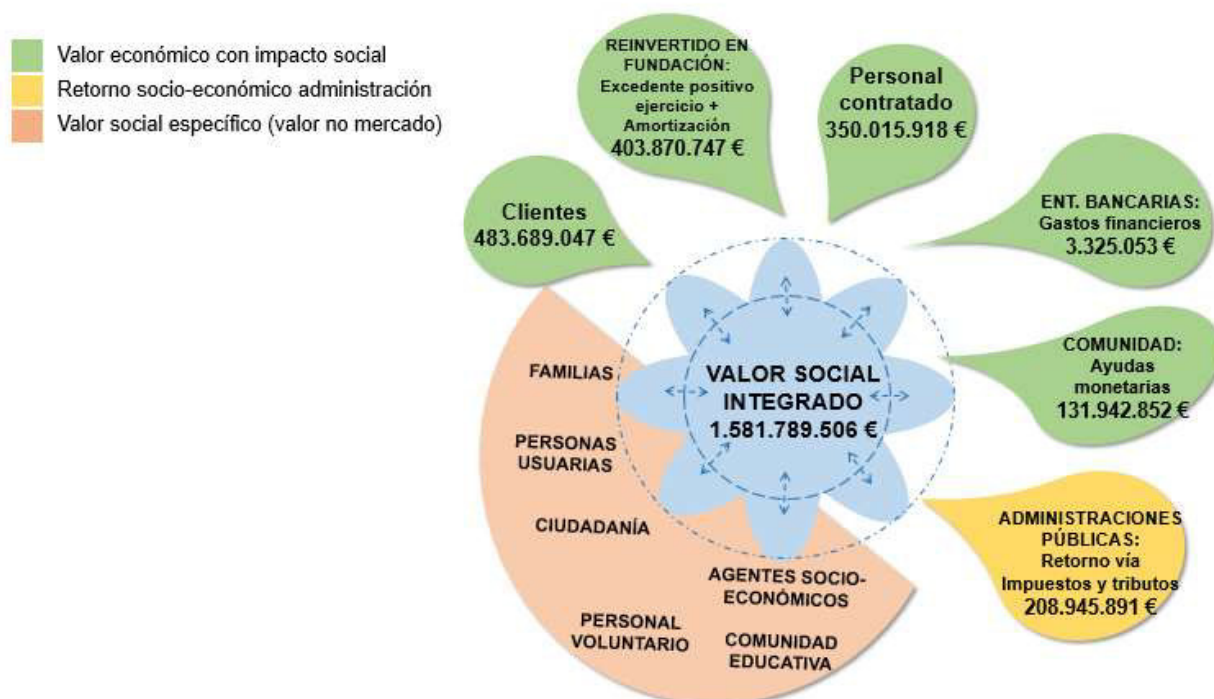 Valor económico con impacto social
Retorno socio-económico administración
Valor social específico (valor no mercado)
REINVERTIDO EN
FUNDACIÓN:
Excedente positivo
ejercicio +
Amortización
403.870.747 €
Personal
contratado
350.015.918 €
Clientes
483.689.047 €
ENT. BANCARIAS:
Gastos financieros
3.325.053 €
COMUNIDAD:
Ayudas
monetarias
131.942.852 €
VALOR SOCIAL
INTEGRADO
1.581.789.506 €
FAMILIAS
PERSONAS
USUARIAS
CIUDADANÍA
PERSONAL
VOLUNTARIO
AGENTES SOCIO-
ECONÓMICOS
COMUNIDAD
EDUCATIVA
ADMINISTRACIONES
PÚBLICAS:
Retorno vía
Impuestos y tributos
208.945.891 €